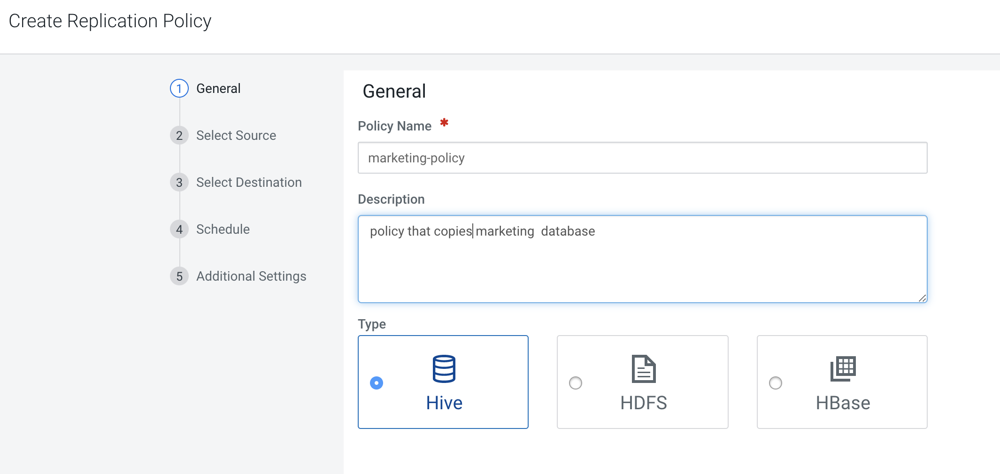 Create Replication Policy
1 General
2 Select Source
3 Select Destination
4 Schedule
5 Additional Settings
General
Policy Name *
marketing-policy
Description
policy that copies marketing  database
Type
Hive
HDFS
HBase